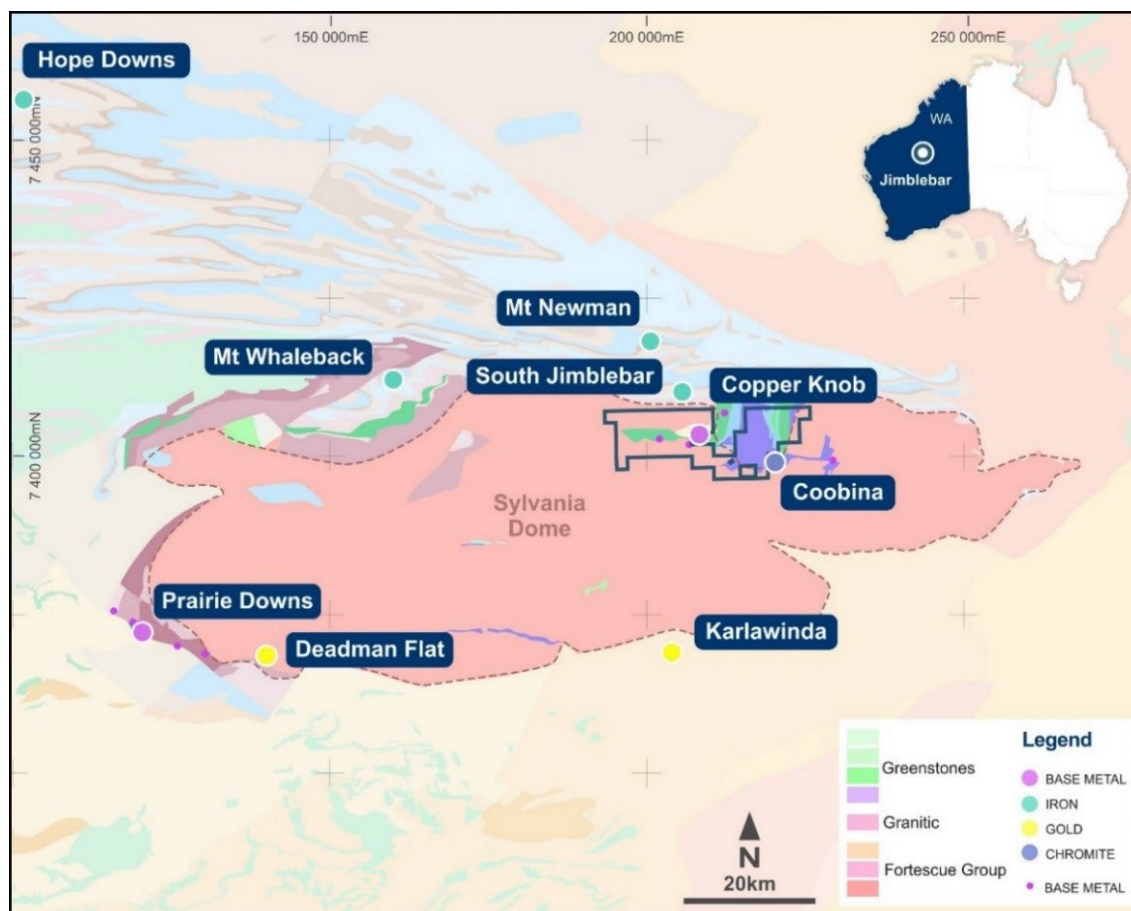 150 000mE
200 000mE
250 000mE
Hope Downs
7 450 000mN
WA
Jimblebar
Mt Newman
Mt Whaleback
South Jimblebar
Copper Knob
7 400 000mN
Coobina
Sylvania
Dome
Prairie Downs
Deadman Flat
Karlawinda
Greenstones
Granitic
Fortescue Group
Legend
BASE METAL
IRON
GOLD
CHROMITE
BASE METAL
N
20km